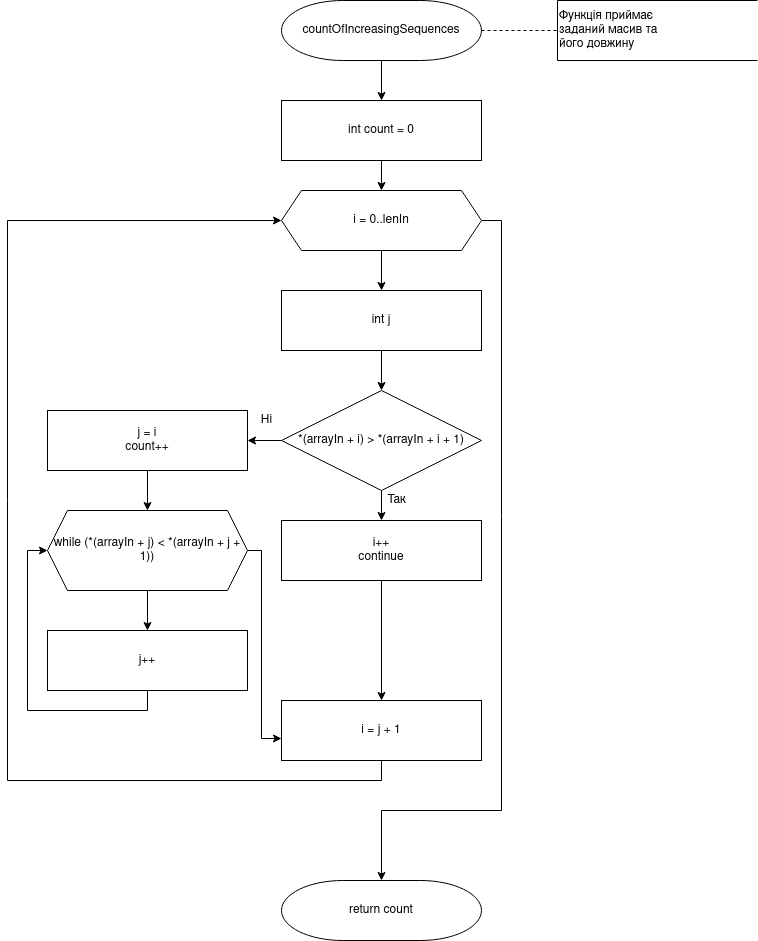 countOfIncreasingSequences
Функція приймає
заданий масив та
його довжину
int count = 0
i = 0..lenIn
int j
*(arrayIn + i) > *(arrayIn + i + 1)
Ні
j = i
count++
Так
while (*(arrayIn + j) < *(arrayIn + j +
1))
i++
continue
j++
i = j + 1
return count